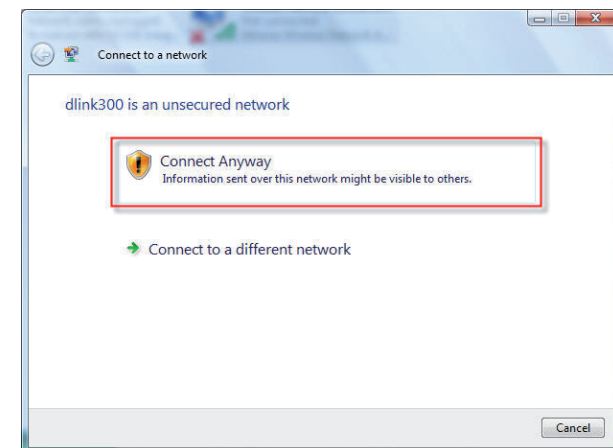 Connect to a network
dlink300 is an unsecured network
Connect Anyway
Information sent over this network might be visible to others.
Connect to a different network
Cancel